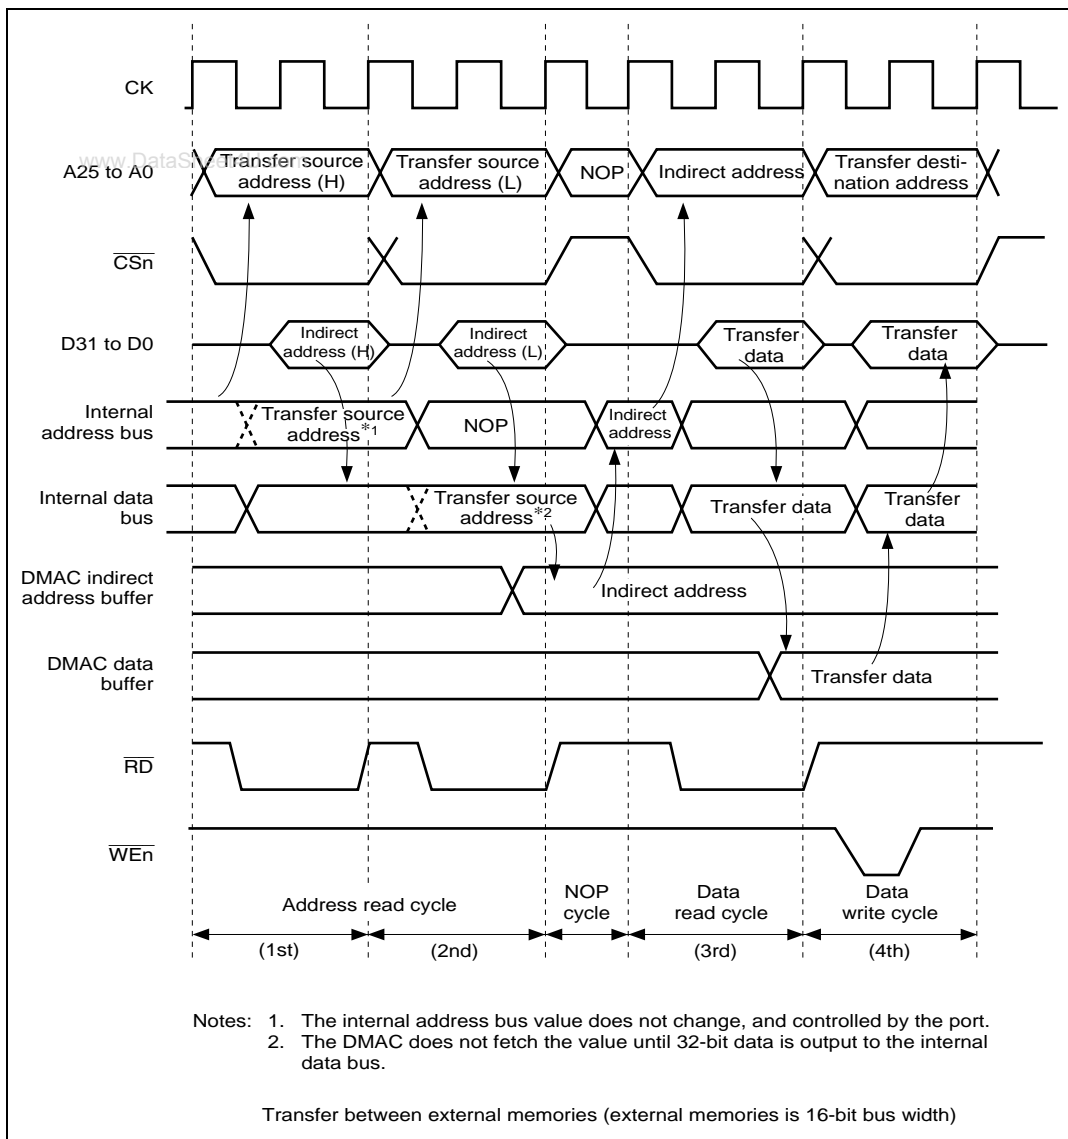 CK
www.DataSheet4U.com
A25 to A0
Transfer source
address (H)
Transfer source
address (L)
NOP
Indirect address
Transfer desti-
nation address
CSn
D31 to D0
Indirect
address (H)
Indirect
address (L)
Transfer
data
Transfer
data
Internal
address bus
Transfer source
address*1
NOP
Indirect
address
Internal data
bus
Transfer source
address*2
Transfer data
Transfer
data
DMAC indirect
address buffer
Indirect address
DMAC data
buffer
Transfer data
RD
WEn
Address read cycle
NOP
cycle
Data
read cycle
Data
write cycle
(1st)
(2nd)
(3rd)
(4th)
Notes: 1. The internal address bus value does not change, and controlled by the port.
2. The DMAC does not fetch the value until 32-bit data is output to the internal
data bus.
Transfer between external memories (external memories is 16-bit bus width)